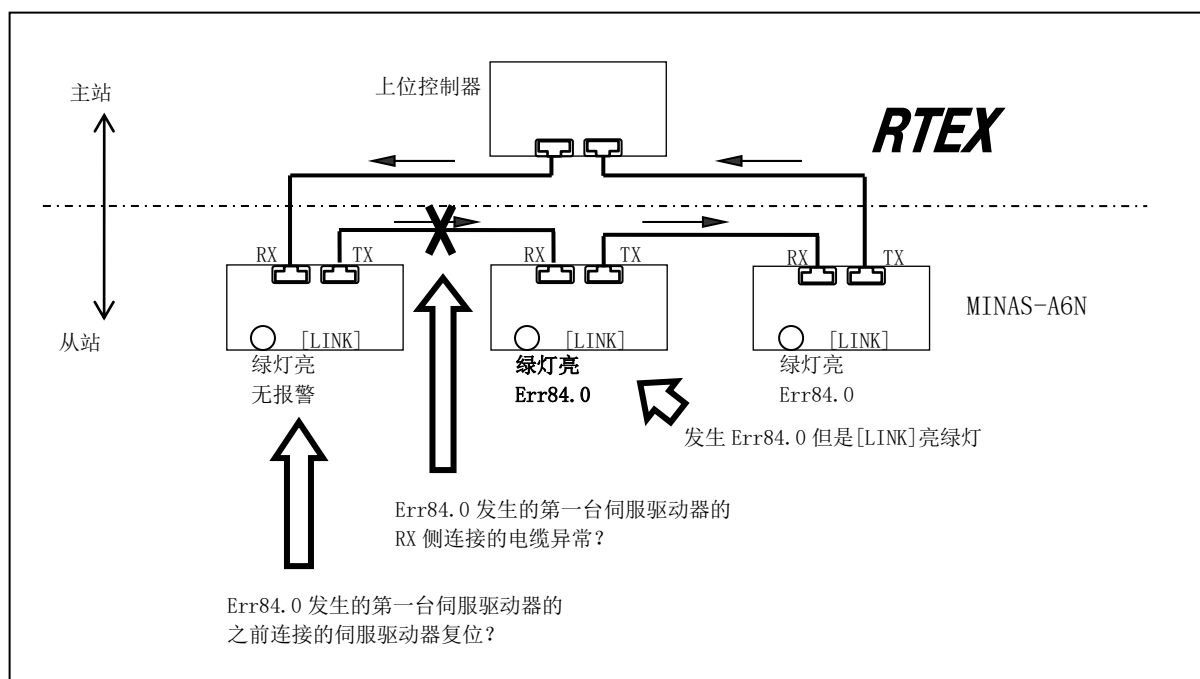 主站
上位控制器
RTEX
RX
TX
RX
TX
RX
TX
MINAS-A6N
从站
[LINK]
[LINK]
[LINK]
绿灯亮
无报警
绿灯亮
Err84.0
绿灯亮
Err84.0
发生 Err84.0 但是[LINK]亮绿灯
Err84.0 发生的第一台伺服驱动器的
RX 侧连接的电缆异常?
Err84.0 发生的第一台伺服驱动器的
之前连接的伺服驱动器复位?